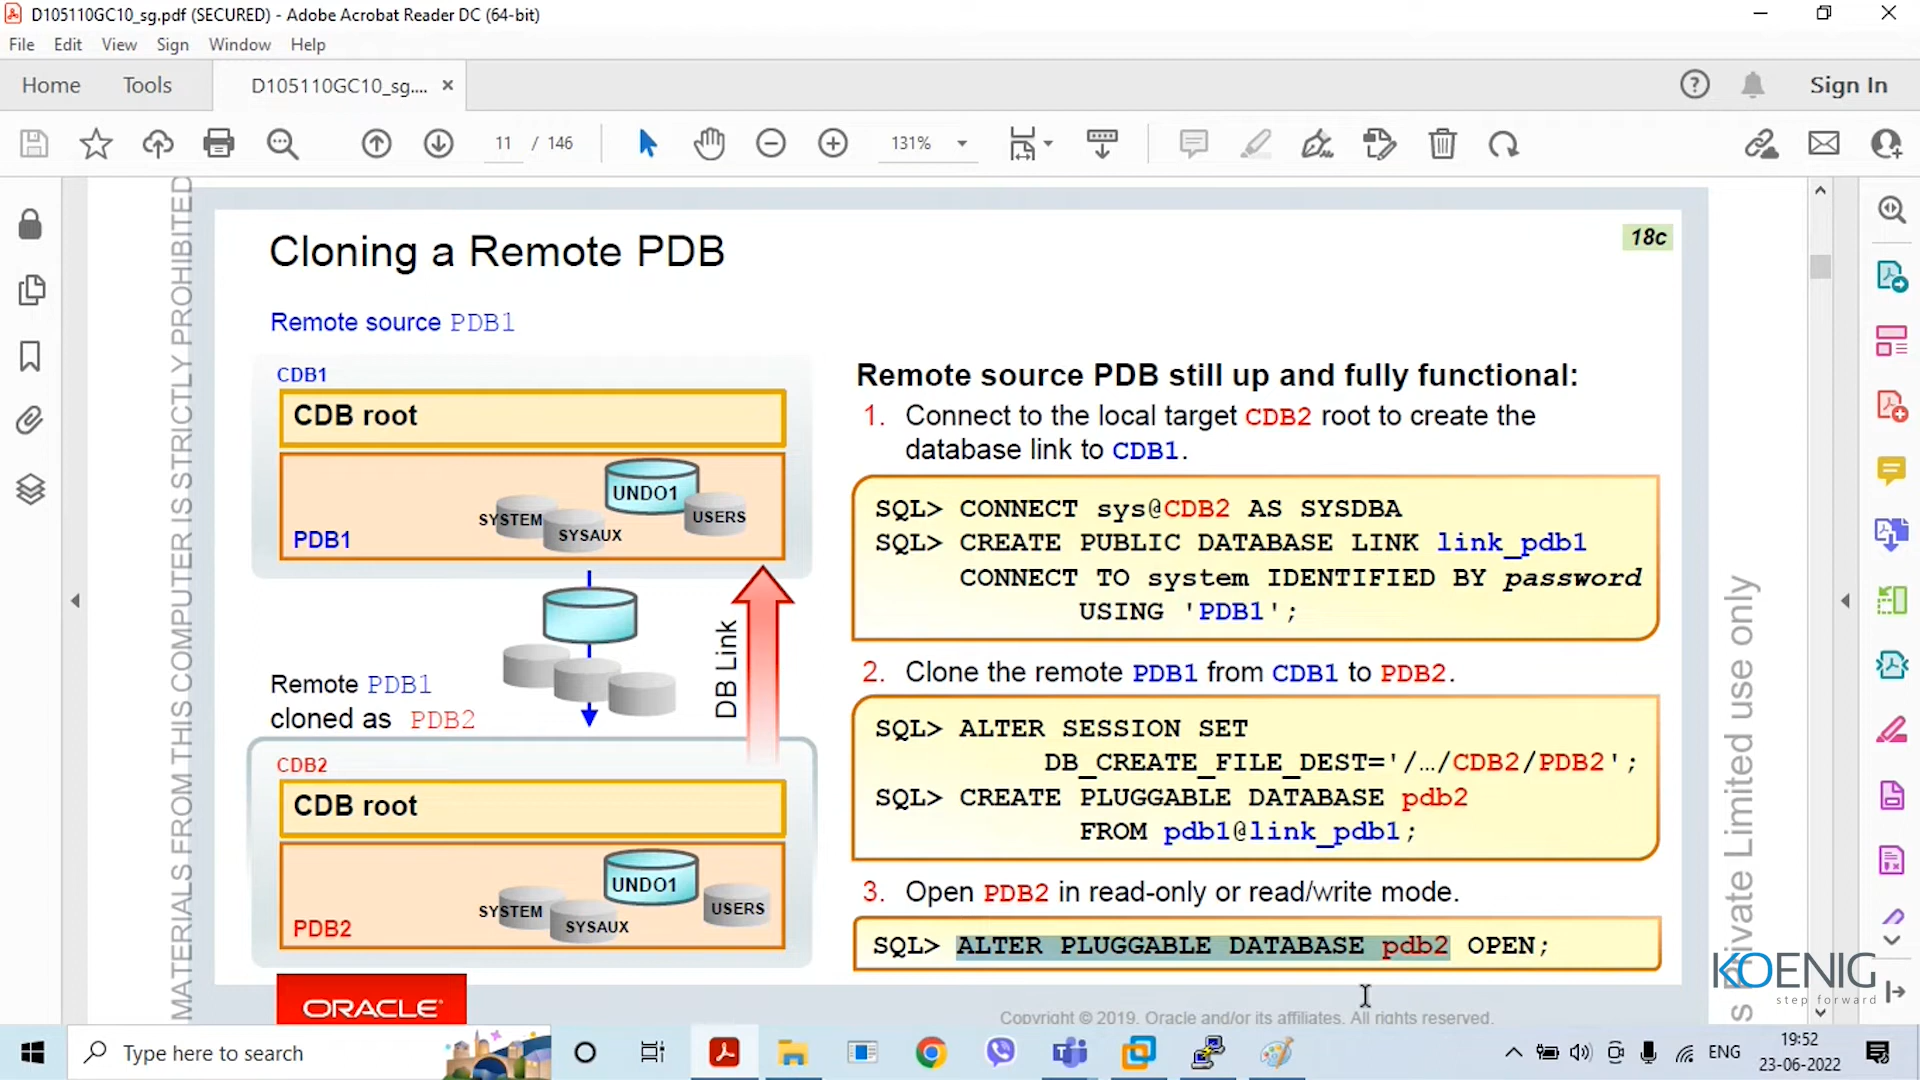 D105110GC10_sg.pdf (SECURED) - Adobe Acrobat Reader DC (64-bit)
File Edit View Sign Window Help
Home Tools D105110GC10_sg.... × Sign In
11 / 146 131%
MATERIALS FROM THIS COMPUTER IS STRICTLY PROHIBITED
Cloning a Remote PDB
18c
Remote source PDB1
CDB1
CDB root
UNDO1
SYSTEM
SYSAUX
USERS
PDB1
DB Link
Remote PDB1
cloned as PDB2
CDB2
CDB root
UNDO1
SYSTEM
SYSAUX
USERS
PDB2
Remote source PDB still up and fully functional:
1. Connect to the local target CDB2 root to create the
database link to CDB1.
SQL> CONNECT sys@CDB2 AS SYSDBA
SQL> CREATE PUBLIC DATABASE LINK link_pdb1
CONNECT TO system IDENTIFIED BY password
USING 'PDB1';
2. Clone the remote PDB1 from CDB1 to PDB2.
SQL> ALTER SESSION SET
DB_CREATE_FILE_DEST='/…/CDB2/PDB2';
SQL> CREATE PLUGGABLE DATABASE pdb2
FROM pdb1@link_pdb1;
3. Open PDB2 in read-only or read/write mode.
SQL> ALTER PLUGGABLE DATABASE pdb2 OPEN;
ORACLE
Copyright © 2019, Oracle and/or its affiliates. All rights reserved.
Private Limited use only
KOENIG
step forward
Type here to search
ENG
19:52
23-06-2022